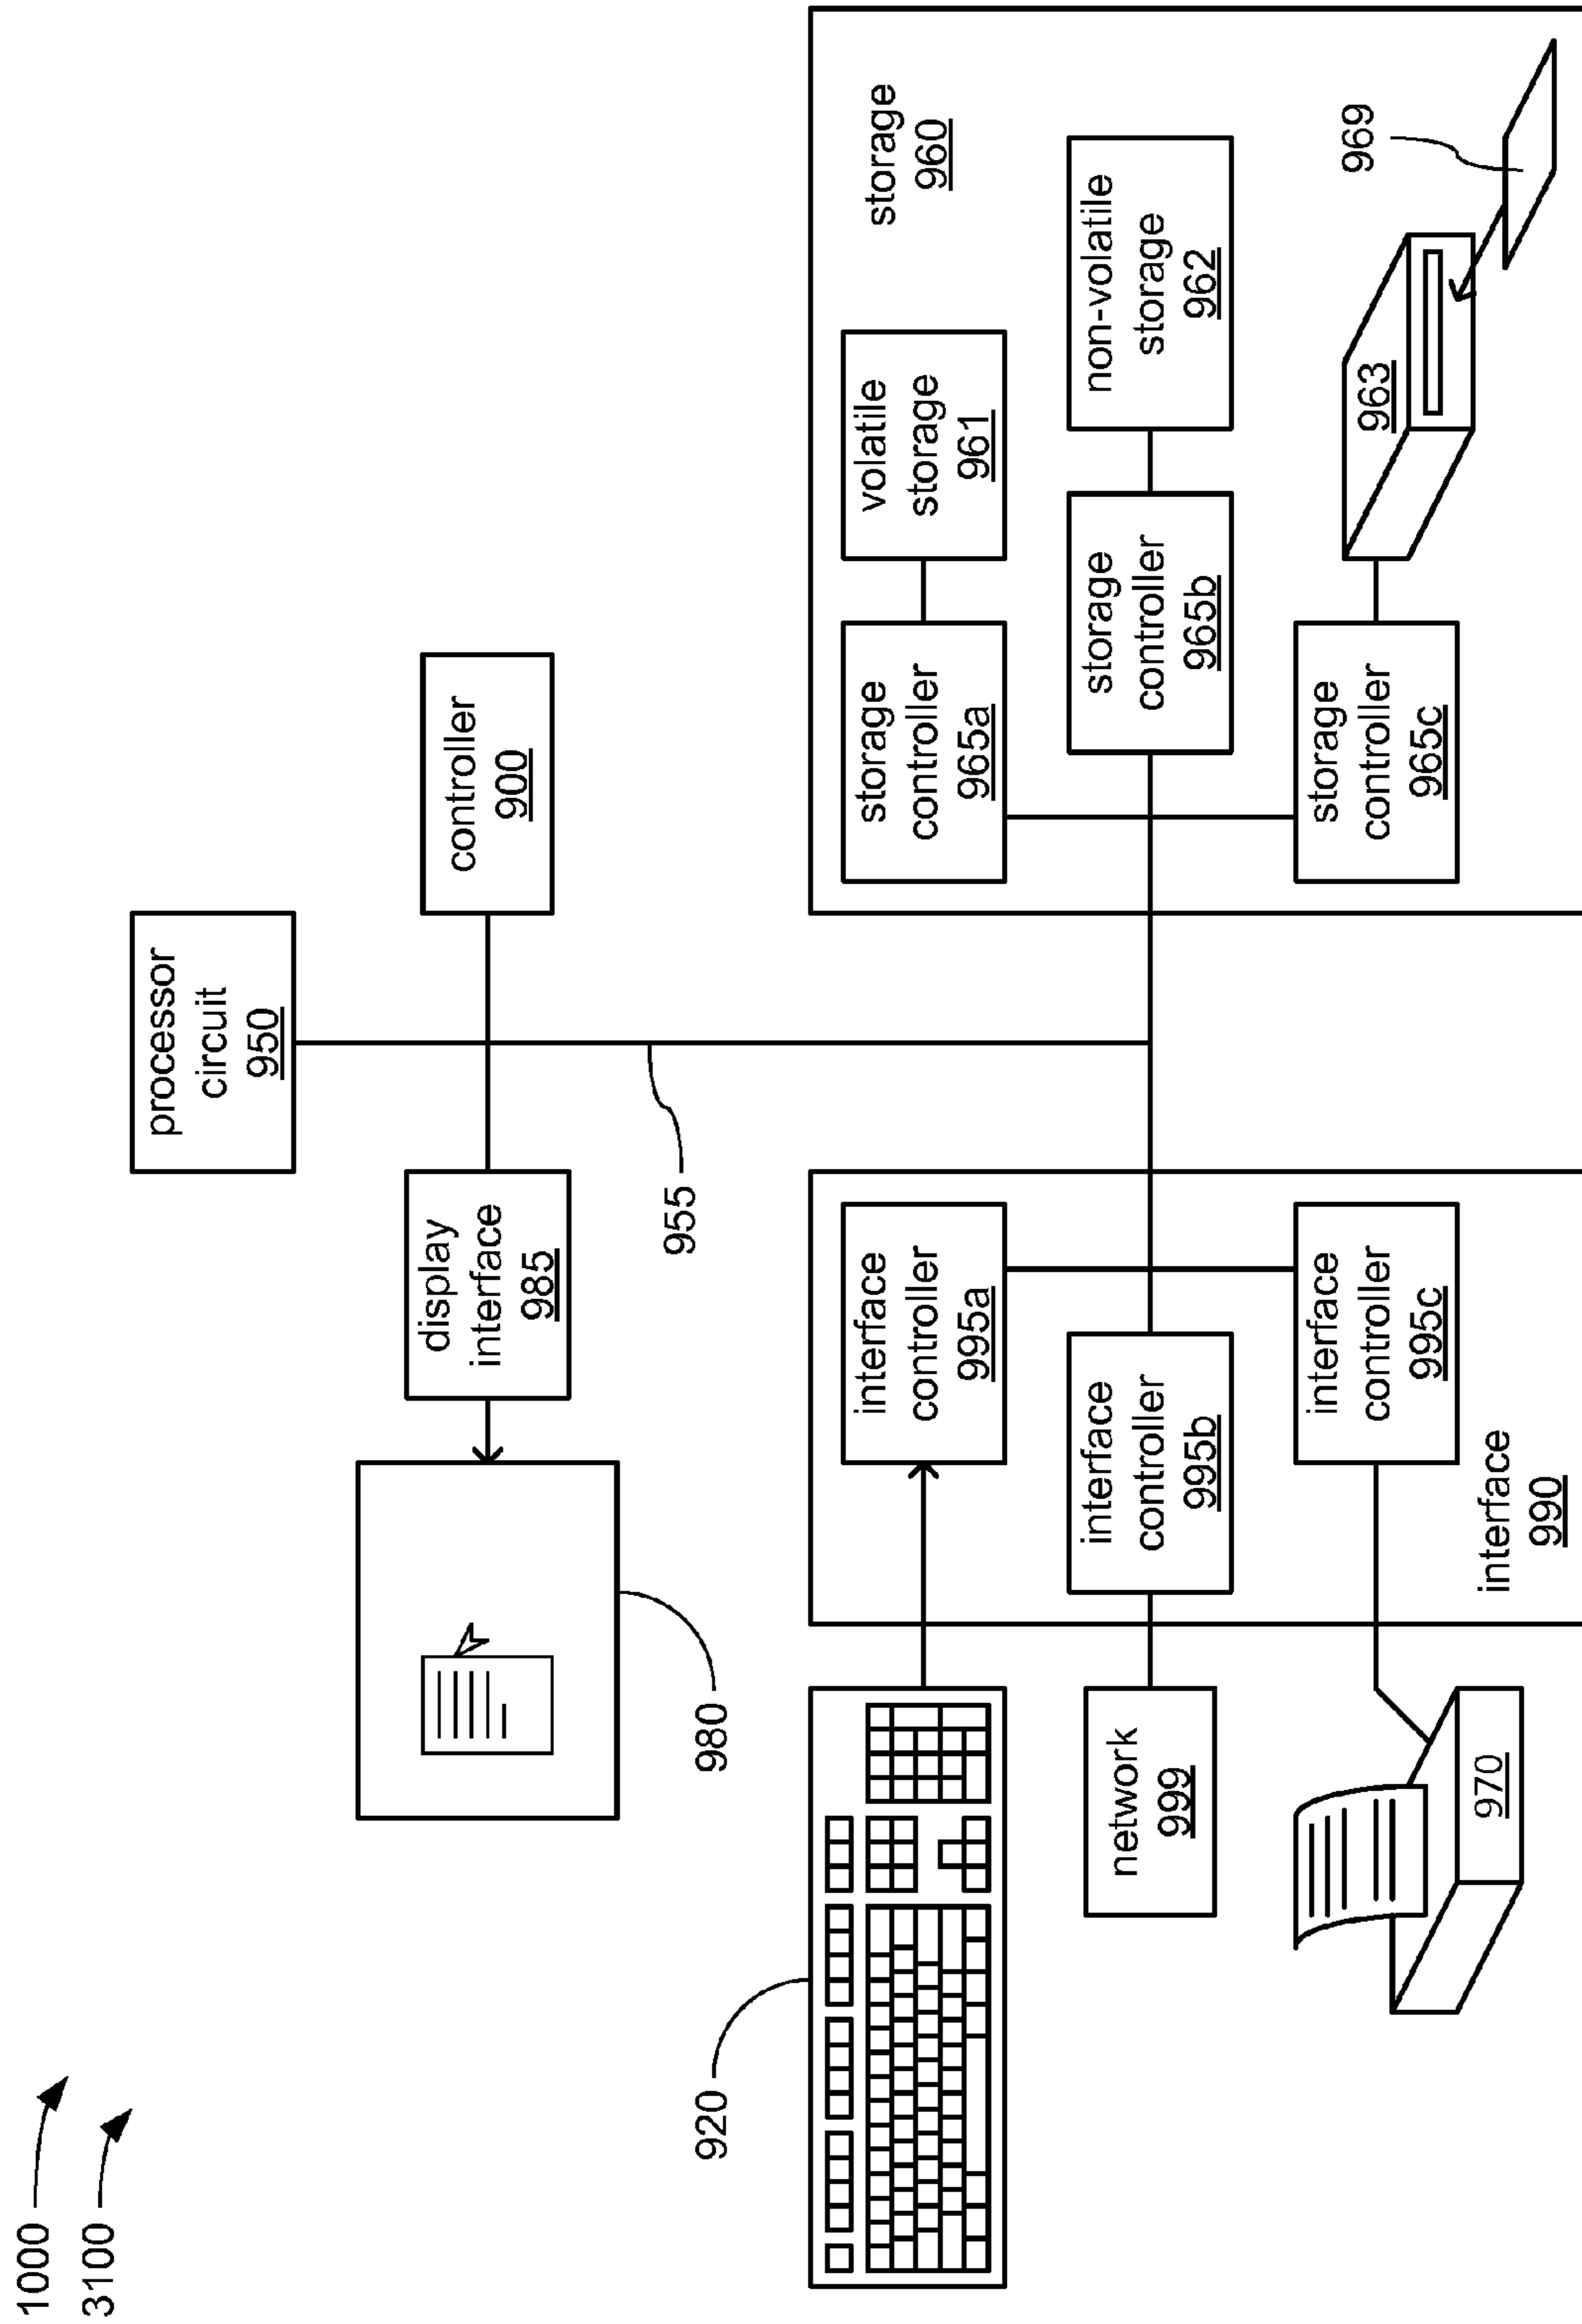 1000
3100
processor
circuit
950
display
interface
985
controller
900
955
980
920
interface
controller
995a
interface
controller
995b
interface
controller
995c
interface
990
network
999
970
storage
960
storage
controller
965a
volatile
storage
961
storage
controller
965b
non-volatile
storage
962
storage
controller
965c
963
969